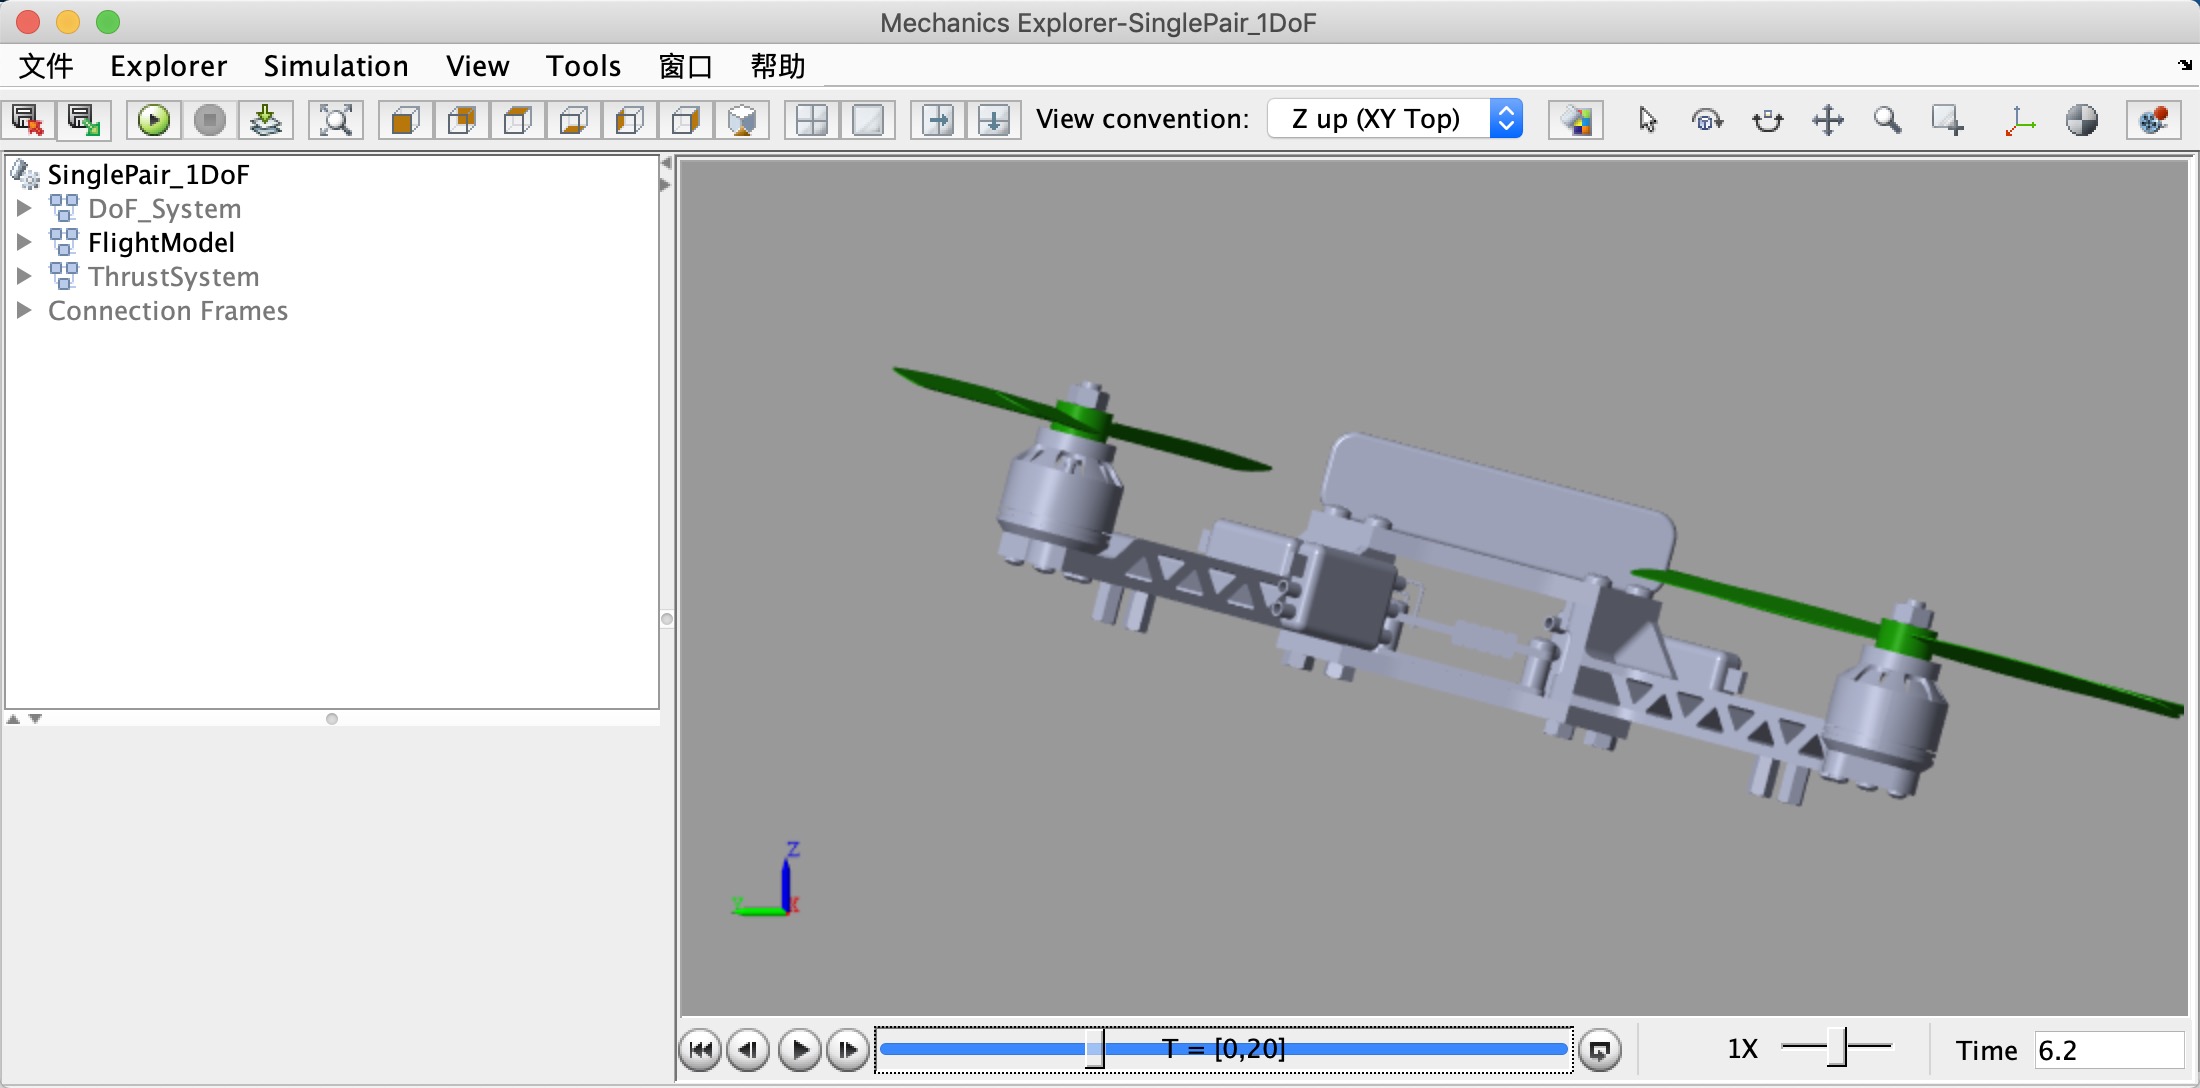 Mechanics Explorer-SinglePair_1DoF
文件 Explorer Simulation View Tools 窗口 帮助
View convention: Z up (XY Top)
SinglePair_1DoF
DoF_System
FlightModel
ThrustSystem
Connection Frames
Z
Y X
T = [0,20] 1X Time 6.2